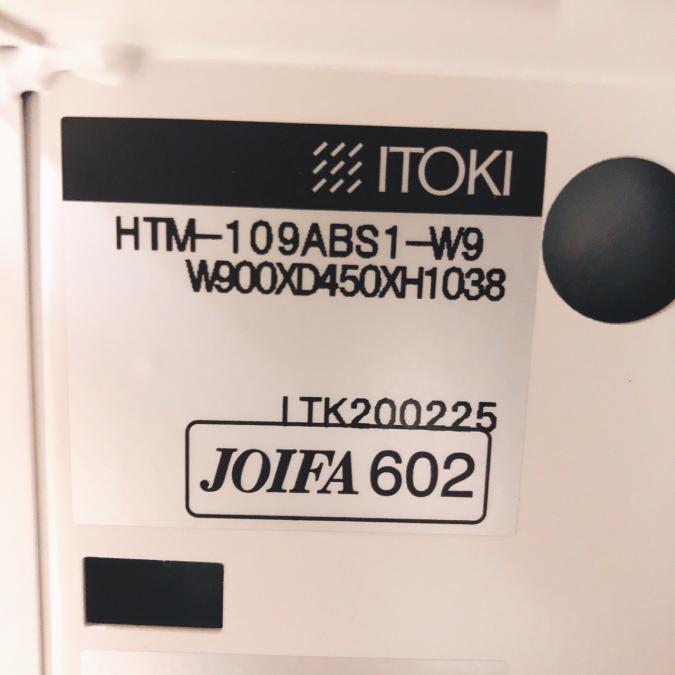 ITOKI
HTM-109ABS1-W9
W900XD450XH1038
ITK200225
JOIFA 602